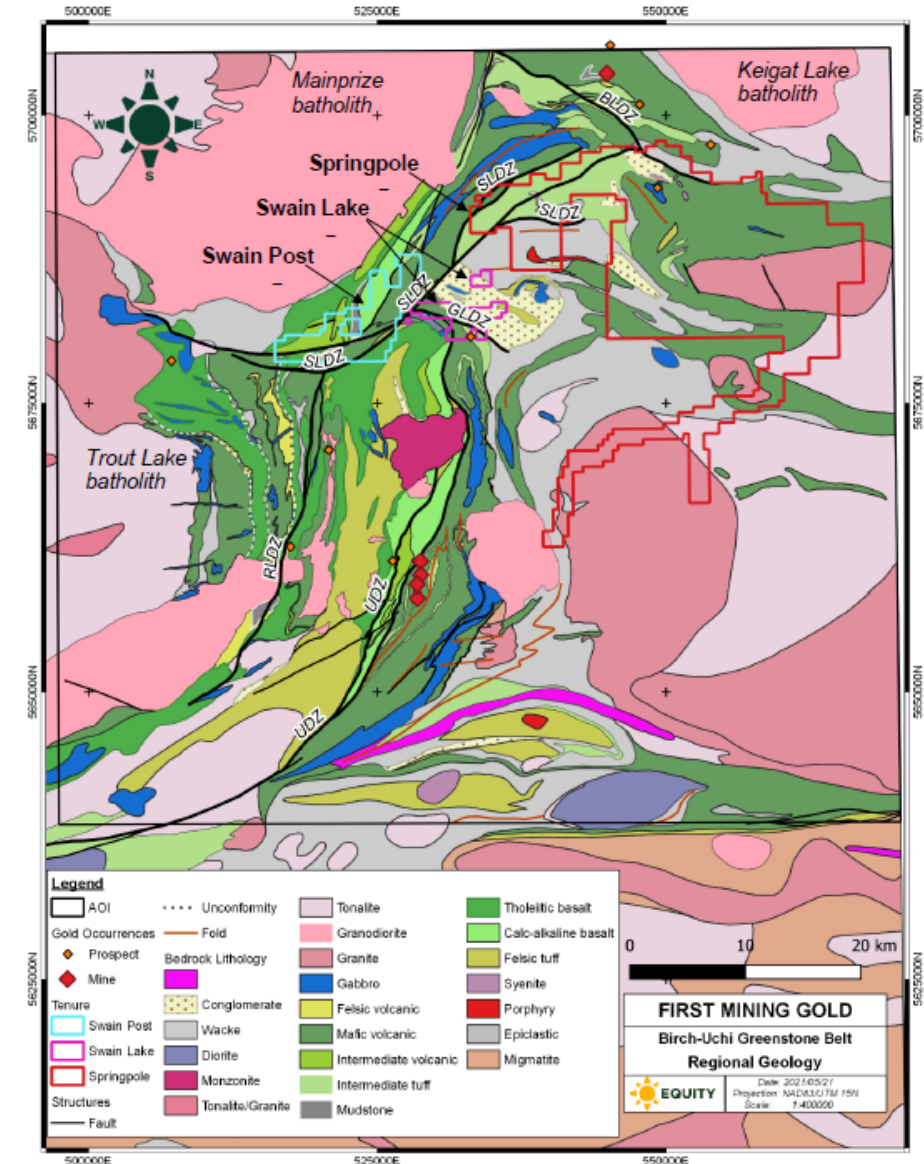 500000E
525000E
550000E
Mainprize
batholith
Keigat Lake
batholith
5700000N
5700000N
N
W
E
S
BLDZ
Springpole
SLDZ
Swain Lake
SLDZ
Swain Post
SLDZ
GLDZ
SLDZ
5675000N
5675000N
Trout Lake
batholith
RLDZ
UDZ
5650000N
5650000N
UDZ
Legend
AOI
Gold Occurrences
Prospect
Mine
Tenure
Swain Post
Swain Lake
Springpole
Structures
Fault
Unconformity
Fold
Bedrock Lithology
Conglomerate
Wacke
Diorite
Monzonite
Tonalite/Granite
Tonalite
Granodiorite
Granite
Gabbro
Felsic volcanic
Mafic volcanic
Intermediate volcanic
Intermediate tuff
Mudstone
Tholeiitic basalt
Calc-alkaline basalt
Felsic tuff
Syenite
Porphyry
Epiclastic
Migmatite
0 10 20 km
5625000N
5625000N
FIRST MINING GOLD
Birch-Uchi Greenstone Belt
Regional Geology
EQUITY
Date: 2021/05/21
Projection: NAD83/UTM 15N
Scale: 1:400000
500000E
525000E
550000E